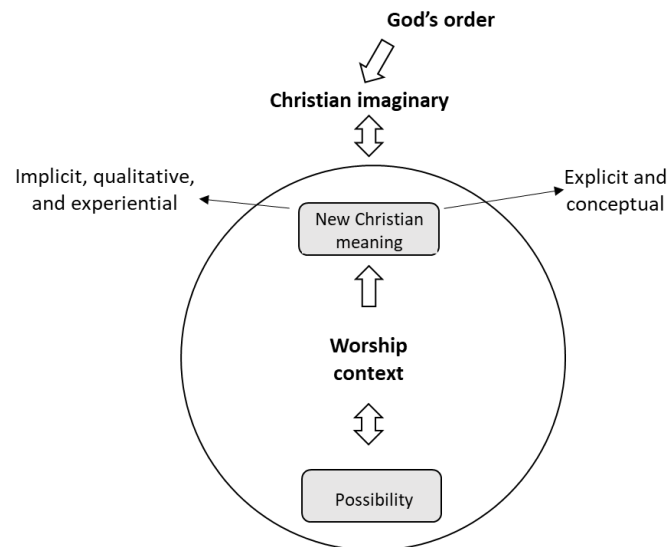 God’s order
Christian imaginary
Implicit, qualitative,
and experiential
Explicit and
conceptual
New Christian
meaning
Worship
context
Possibility